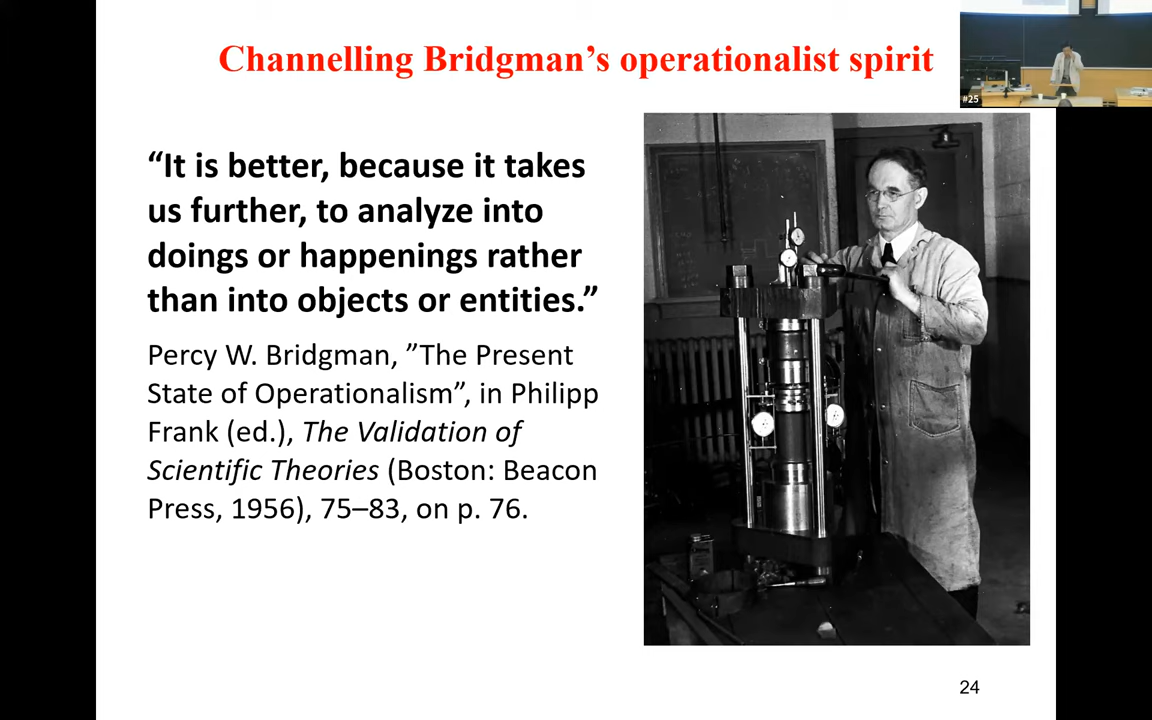 Channelling Bridgman’s operationalist spirit
#25
“It is better, because it takes
us further, to analyze into
doings or happenings rather
than into objects or entities.”
Percy W. Bridgman, ”The Present
State of Operationalism”, in Philipp
Frank (ed.), The Validation of
Scientific Theories (Boston: Beacon
Press, 1956), 75–83, on p. 76.
24